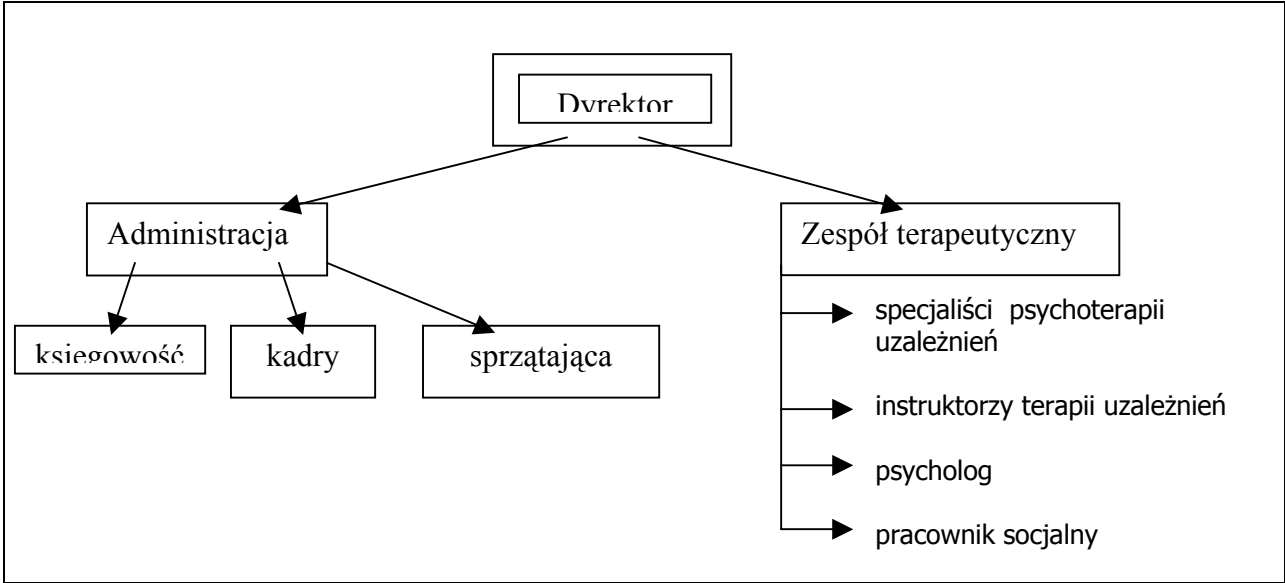 Dyrektor
Administracja
Zespół terapeutyczny
księgowość
kadry
sprzątająca
specjaliści psychoterapii
uzależnień
instruktorzy terapii uzależnień
psycholog
pracownik socjalny